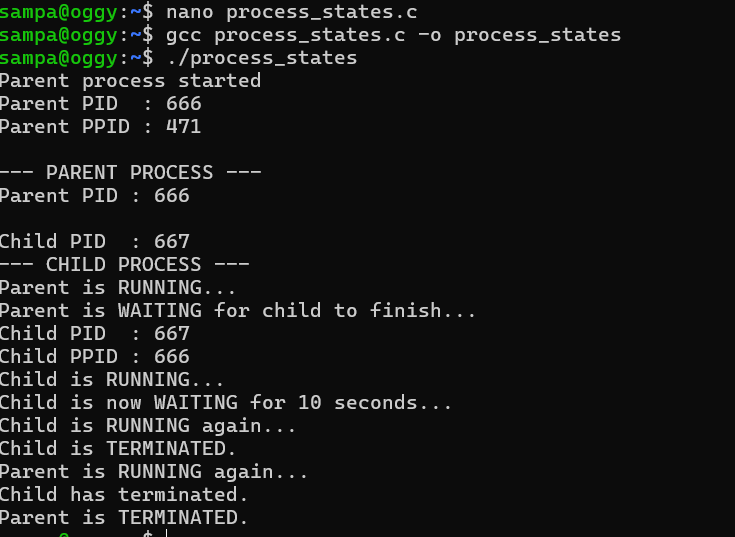 sampa@oggy:~$ nano process_states.c
sampa@oggy:~$ gcc process_states.c -o process_states
sampa@oggy:~$ ./process_states
Parent process started
Parent PID  : 666
Parent PPID : 471

--- PARENT PROCESS ---
Parent PID : 666

Child PID  : 667
--- CHILD PROCESS ---
Parent is RUNNING...
Parent is WAITING for child to finish...
Child PID  : 667
Child PPID : 666
Child is RUNNING...
Child is now WAITING for 10 seconds...
Child is RUNNING again...
Child is TERMINATED.
Parent is RUNNING again...
Child has terminated.
Parent is TERMINATED.
sampa@oggy:~$